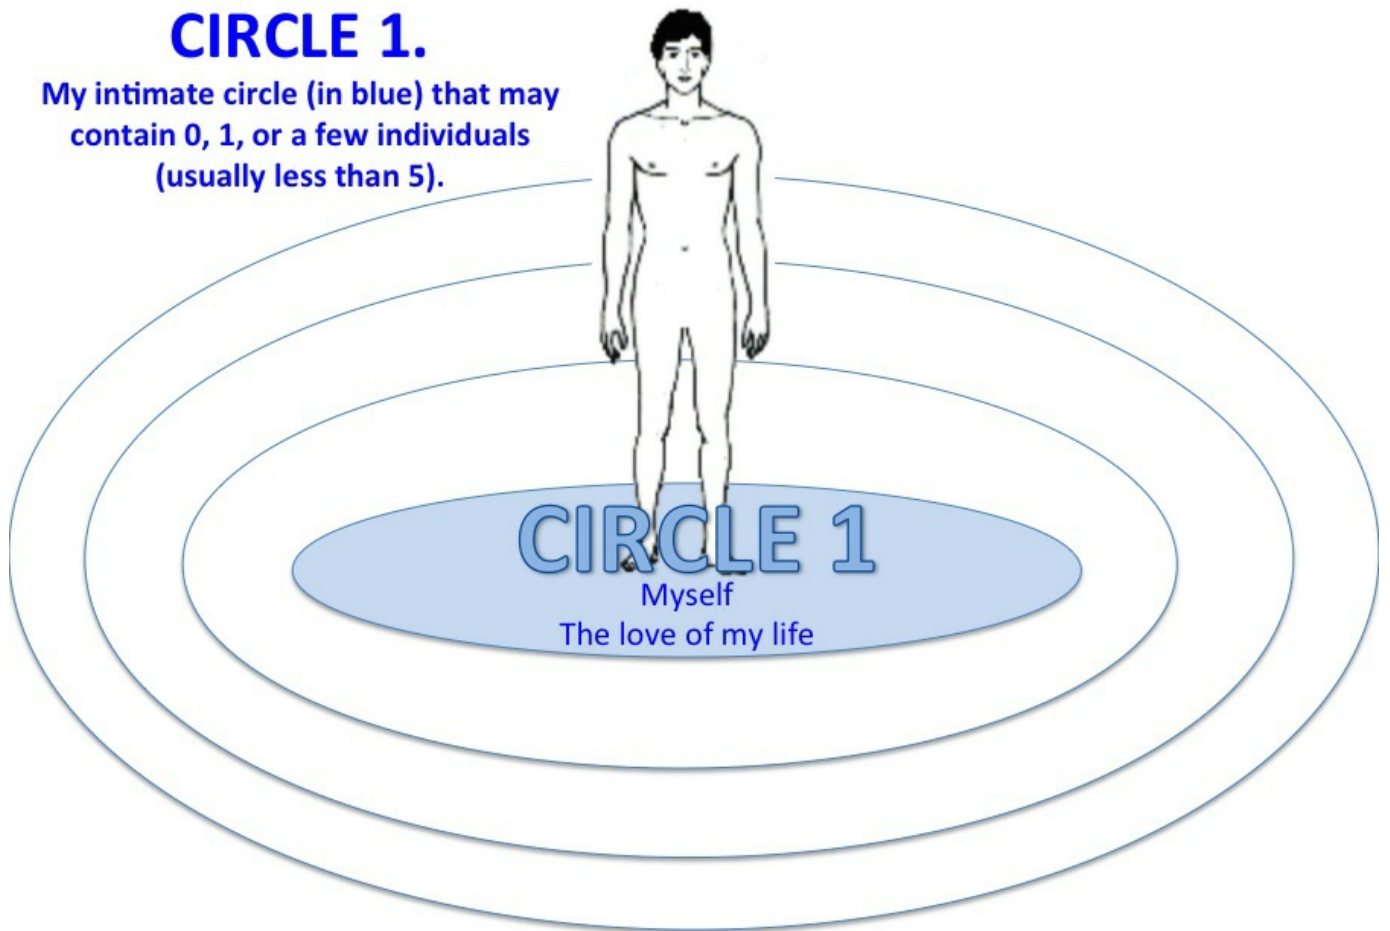 CIRCLE 1.
My intimate circle (in blue) that may
contain 0, 1, or a few individuals
(usually less than 5).
CIRCLE 1
Myself
The love of my life